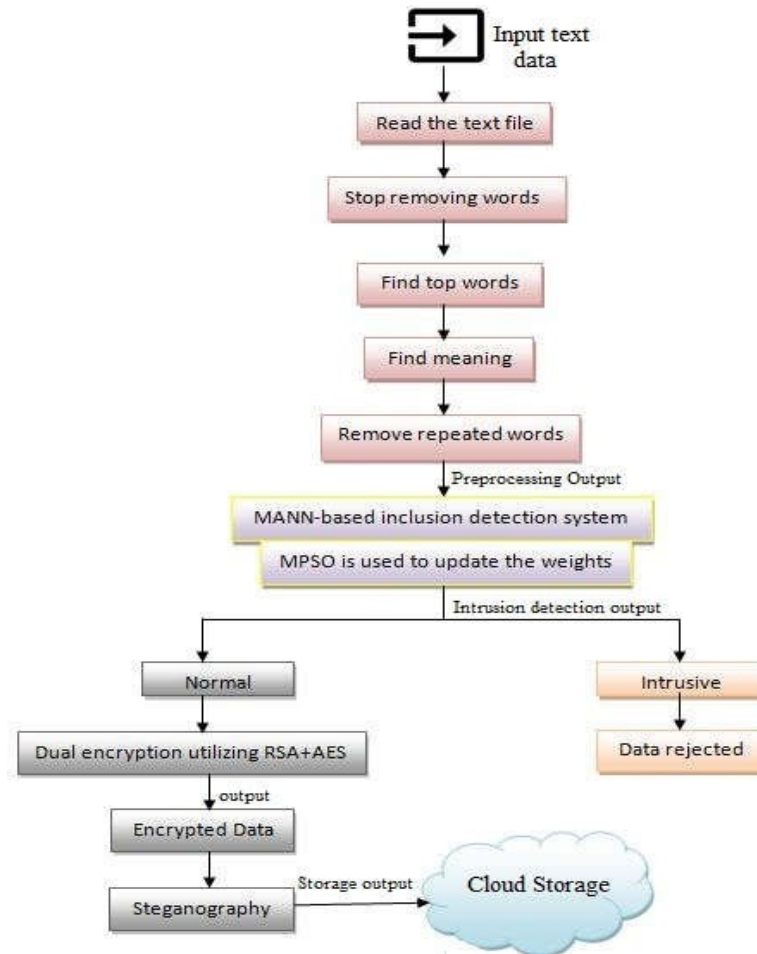 Input text
data
Read the text file
Stop removing words
Find top words
Find meaning
Remove repeated words
Preprocessing Output
MANN-based inclusion detection system
MPSO is used to update the weights
Intrusion detection output
Normal
Intrusive
Dual encryption utilizing RSA+AES
Data rejected
output
Encrypted Data
Storage output
Cloud Storage
Steganography